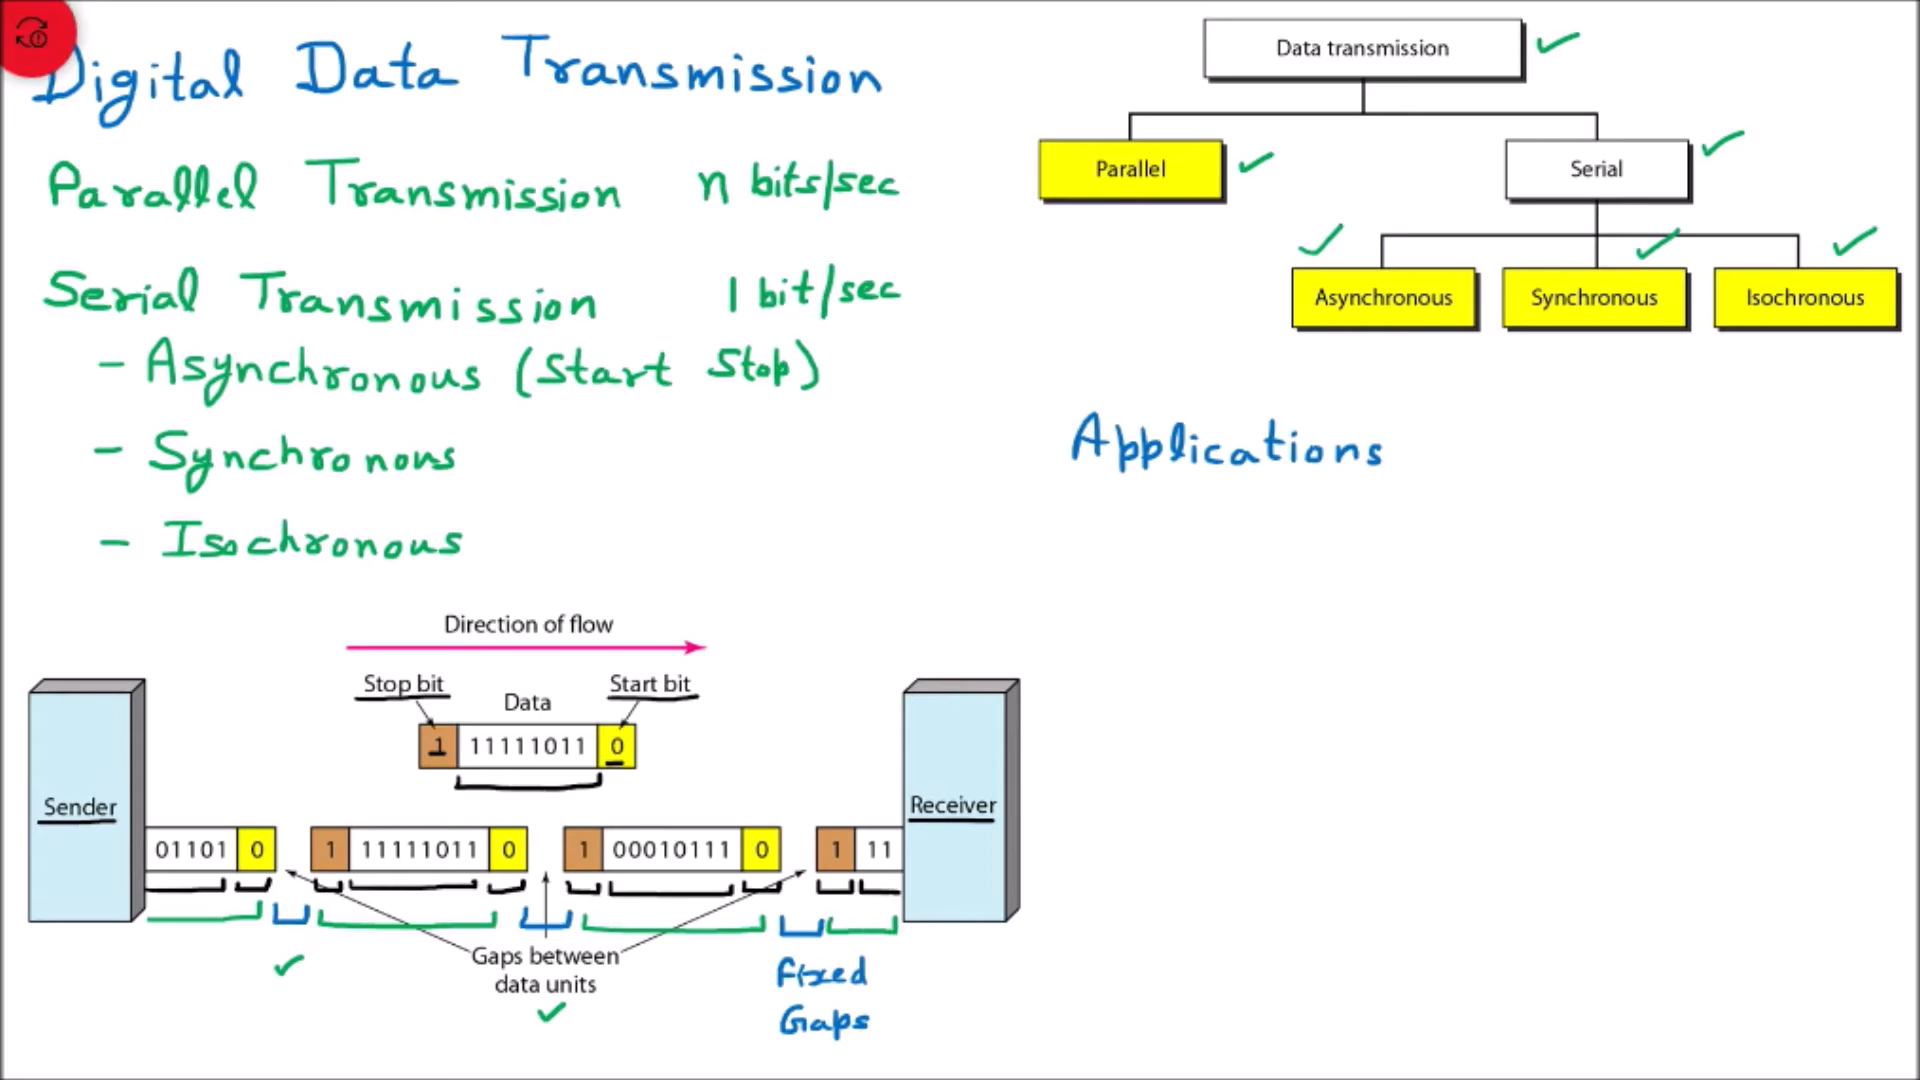 Digital Data Transmission
Parallel Transmission n bits/sec
Serial Transmission 1 bit/sec
- Asynchronous (Start Stop)
- Synchronous
- Isochronous
Data transmission
Parallel
Serial
Asynchronous
Synchronous
Isochronous
Applications
Direction of flow
Stop bit
Data
Start bit
1 11111011 0
Sender
Receiver
01101 0
1 11111011 0
1 00010111 0
1 11
Gaps between
data units
Fixed
Gaps